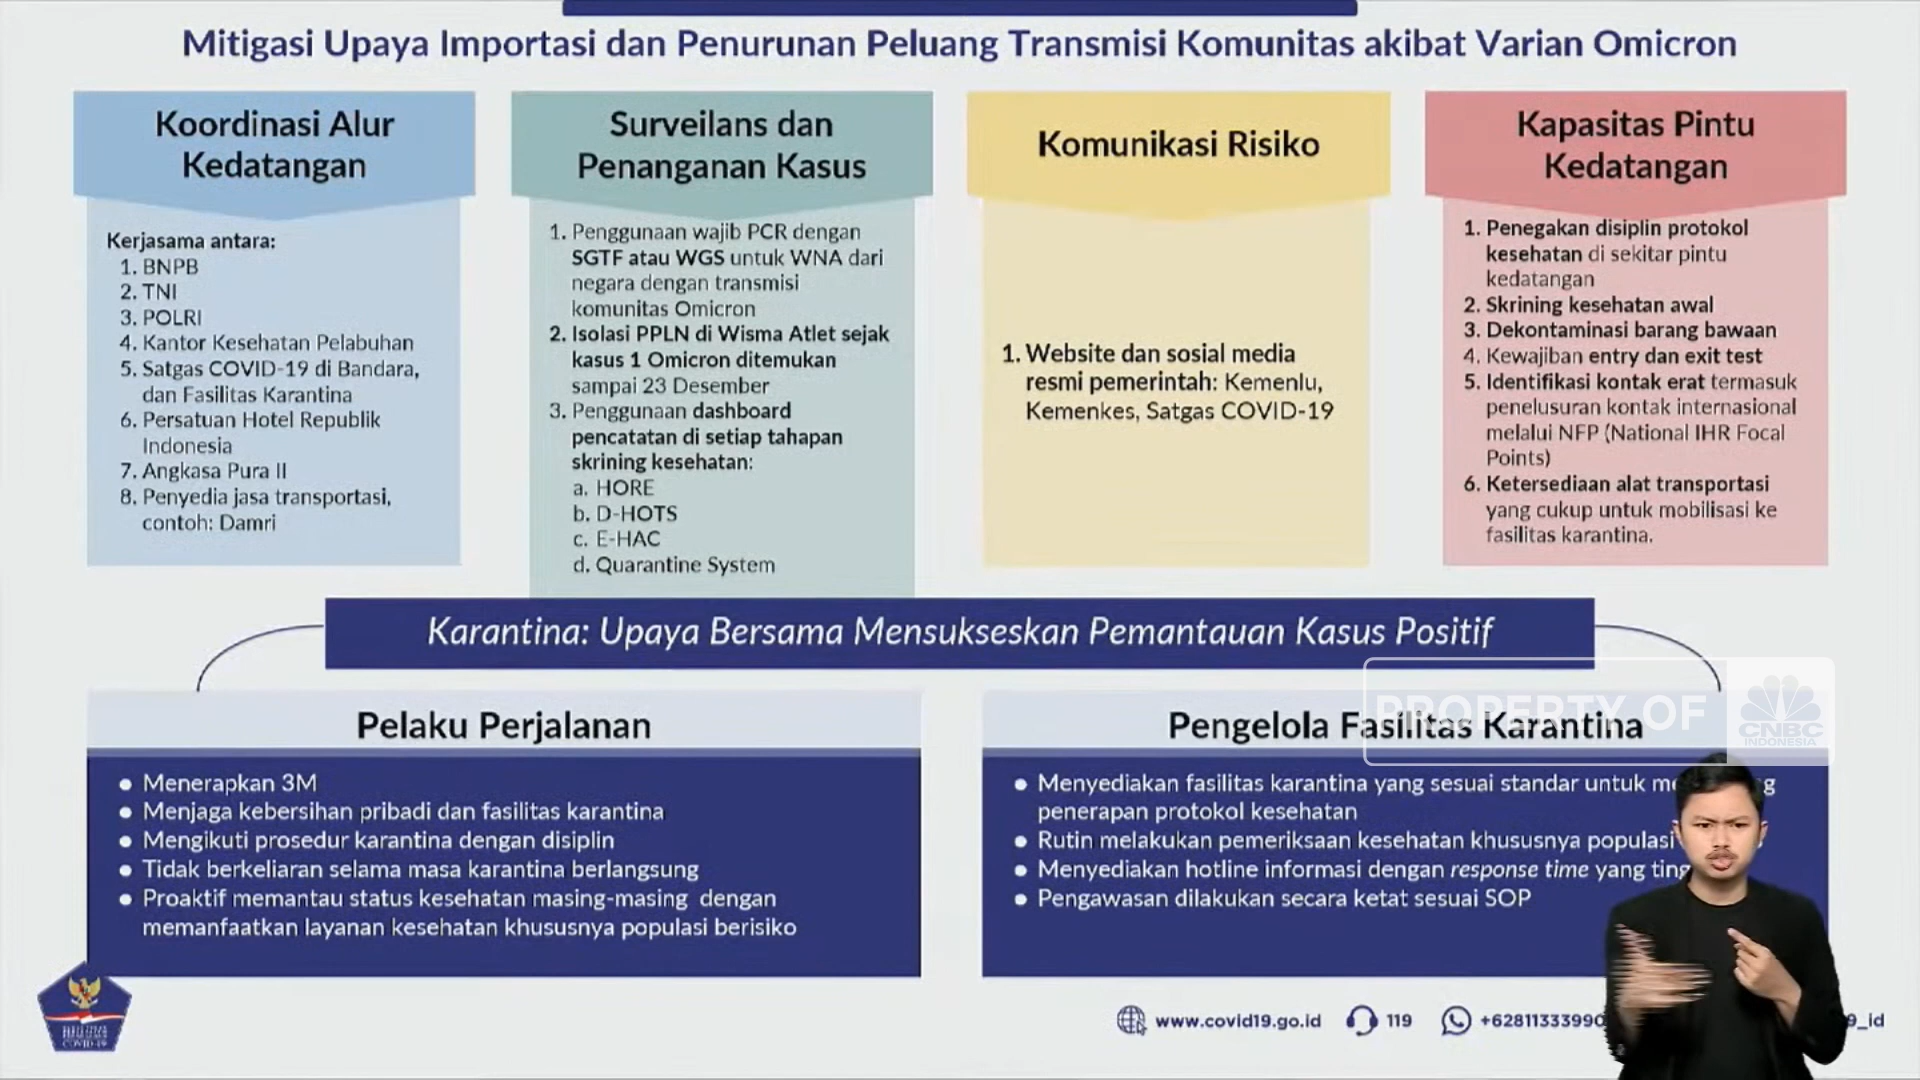 Mitigasi Upaya Importasi dan Penurunan Peluang Transmisi Komunitas akibat Varian Omicron
Koordinasi Alur
Kedatangan
Kerjasama antara:
1. BNPB
2. TNI
3. POLRI
4. Kantor Kesehatan Pelabuhan
5. Satgas COVID-19 di Bandara,
dan Fasilitas Karantina
6. Persatuan Hotel Republik
Indonesia
7. Angkasa Pura II
8. Penyedia jasa transportasi,
contoh: Damri
Surveilans dan
Penanganan Kasus
1. Penggunaan wajib PCR dengan
SGTF atau WGS untuk WNA dari
negara dengan transmisi
komunitas Omicron
2. Isolasi PPLN di Wisma Atlet sejak
kasus 1 Omicron ditemukan
sampai 23 Desember
3. Penggunaan dashboard
pencatatan di setiap tahapan
skrining kesehatan:
a. HORE
b. D-HOTS
c. E-HAC
d. Quarantine System
Komunikasi Risiko
1. Website dan sosial media
resmi pemerintah: Kemenlu,
Kemenkes, Satgas COVID-19
Kapasitas Pintu
Kedatangan
1. Penegakan disiplin protokol
kesehatan di sekitar pintu
kedatangan
2. Skrining kesehatan awal
3. Dekontaminasi barang bawaan
4. Kewajiban entry dan exit test
5. Identifikasi kontak erat termasuk
penelusuran kontak internasional
melalui NFP (National IHR Focal
Points)
6. Ketersediaan alat transportasi
yang cukup untuk mobilisasi ke
fasilitas karantina.
Karantina: Upaya Bersama Mensukseskan Pemantauan Kasus Positif
Pelaku Perjalanan
● Menerapkan 3M
● Menjaga kebersihan pribadi dan fasilitas karantina
● Mengikuti prosedur karantina dengan disiplin
● Tidak berkeliaran selama masa karantina berlangsung
● Proaktif memantau status kesehatan masing-masing dengan
memanfaatkan layanan kesehatan khususnya populasi berisiko
PROPERTY OF
CNBC
INDONESIA
Pengelola Fasilitas Karantina
● Menyediakan fasilitas karantina yang sesuai standar untuk
penerapan protokol kesehatan
● Rutin melakukan pemeriksaan kesehatan khususnya populasi
● Menyediakan hotline informasi dengan response time yang
● Pengawasan dilakukan secara ketat sesuai SOP
COVID-19
www.covid19.go.id
119
+62811333990
9_id